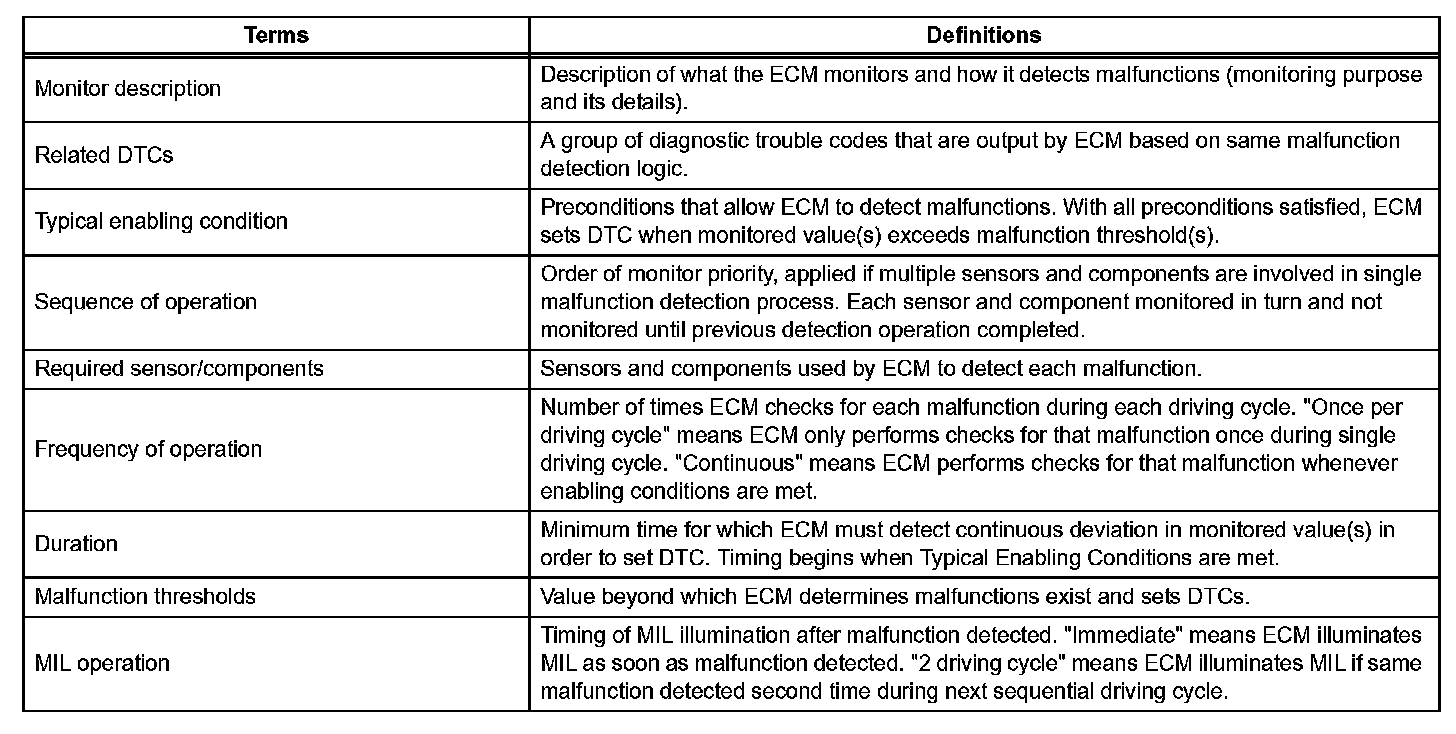 Terms
Definitions
Monitor description
Description of what the ECM monitors and how it detects malfunctions (monitoring purpose
and its details).
Related DTCs
A group of diagnostic trouble codes that are output by ECM based on same malfunction
detection logic.
Typical enabling condition
Preconditions that allow ECM to detect malfunctions. With all preconditions satisfied, ECM
sets DTC when monitored value(s) exceeds malfunction threshold(s).
Sequence of operation
Order of monitor priority, applied if multiple sensors and components are involved in single
malfunction detection process. Each sensor and component monitored in turn and not
monitored until previous detection operation completed.
Required sensor/components
Sensors and components used by ECM to detect each malfunction.
Frequency of operation
Number of times ECM checks for each malfunction during each driving cycle. "Once per
driving cycle" means ECM only performs checks for that malfunction once during single
driving cycle. "Continuous" means ECM performs checks for that malfunction whenever
enabling conditions are met.
Duration
Minimum time for which ECM must detect continuous deviation in monitored value(s) in
order to set DTC. Timing begins when Typical Enabling Conditions are met.
Malfunction thresholds
Value beyond which ECM determines malfunctions exist and sets DTCs.
MIL operation
Timing of MIL illumination after malfunction detected. "Immediate" means ECM illuminates
MIL as soon as malfunction detected. "2 driving cycle" means ECM illuminates MIL if same
malfunction detected second time during next sequential driving cycle.